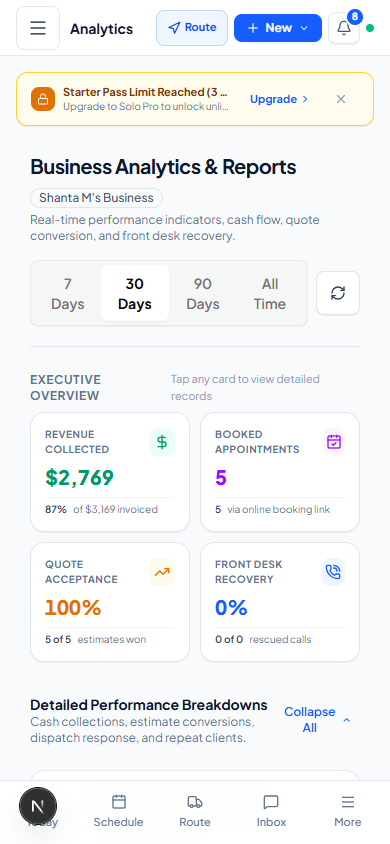 Analytics
Route
New
8
Starter Pass Limit Reached (3 ...
Upgrade to Solo Pro to unlock unli...
Upgrade
Business Analytics & Reports
Shanta M's Business
Real-time performance indicators, cash flow, quote
conversion, and front desk recovery.
7
Days
30
Days
90
Days
All
Time
EXECUTIVE
OVERVIEW
Tap any card to view detailed
records
REVENUE
COLLECTED
$2,769
87% of $3,169 invoiced
BOOKED
APPOINTMENTS
5
5 via online booking link
QUOTE
ACCEPTANCE
100%
5 of 5 estimates won
FRONT DESK
RECOVERY
0%
0 of 0 rescued calls
Detailed Performance Breakdowns
Cash collections, estimate conversions,
dispatch response, and repeat clients.
Collapse
All
N
Schedule
Route
Inbox
More